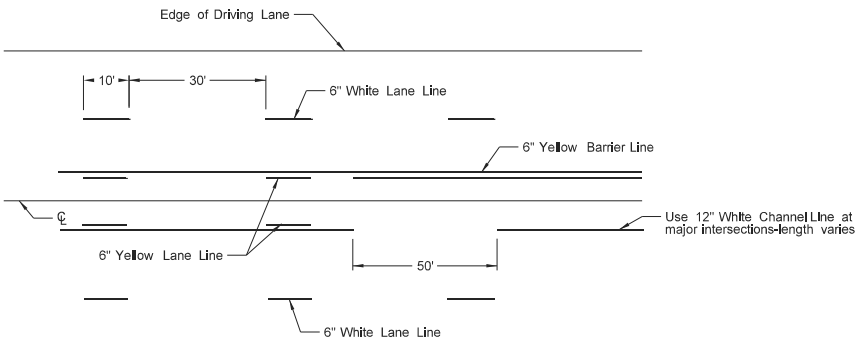 Edge of Driving Lane
10'
30'
6" White Lane Line
6" Yellow Barrier Line
℄
Use 12" White Channel Line at
major intersections-length varies
6" Yellow Lane Line
50'
6" White Lane Line